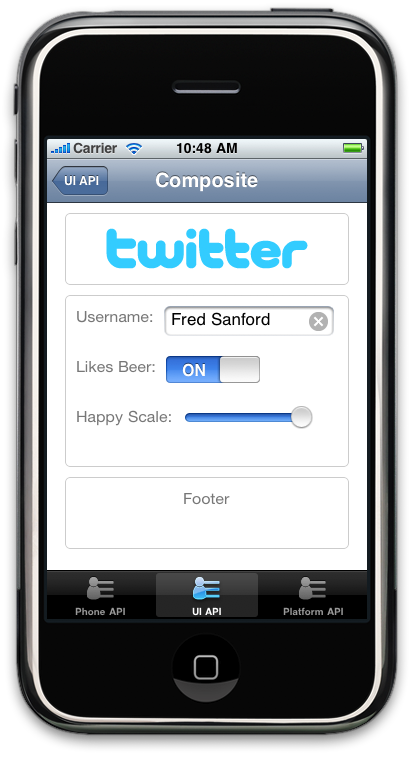 Carrier 10:48 AM
UI API Composite
twitter
Username: Fred Sanford
Likes Beer: ON
Happy Scale:
Footer
Phone API UI API Platform API